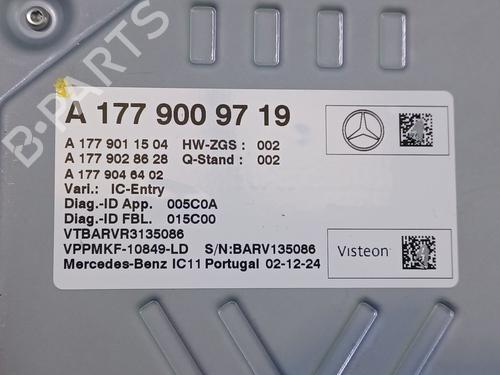 A 177 900 97 19
A 177 901 15 04 HW-ZGS : 002
A 177 902 86 28 Q-Stand : 002
A 177 904 64 02
Vari.: IC-Entry
Diag.-ID App. 005C0A
Diag.-ID FBL. 015C00
VTBARVR3135086
VPPMKF-10849-LD S/N:BARV135086
Visteon
Mercedes-Benz IC11 Portugal 02-12-24
B-Parts